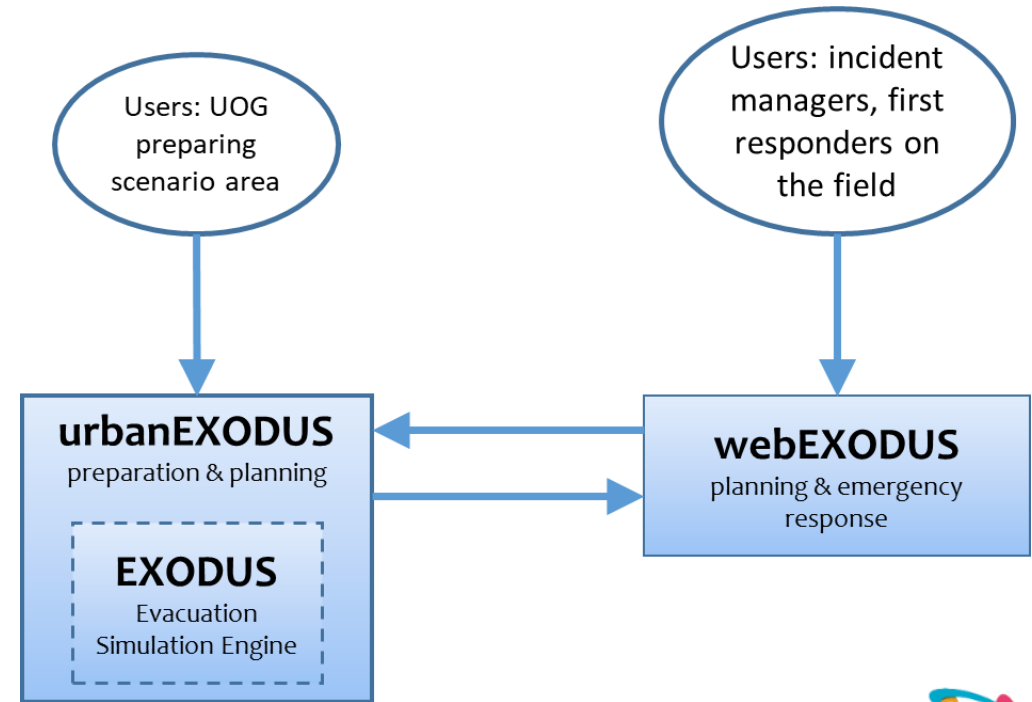 Users: UOG
preparing
scenario area
Users: incident
managers, first
responders on
the field
urbanEXODUS
preparation & planning
EXODUS
Evacuation
Simulation Engine
webEXODUS
planning & emergency
response